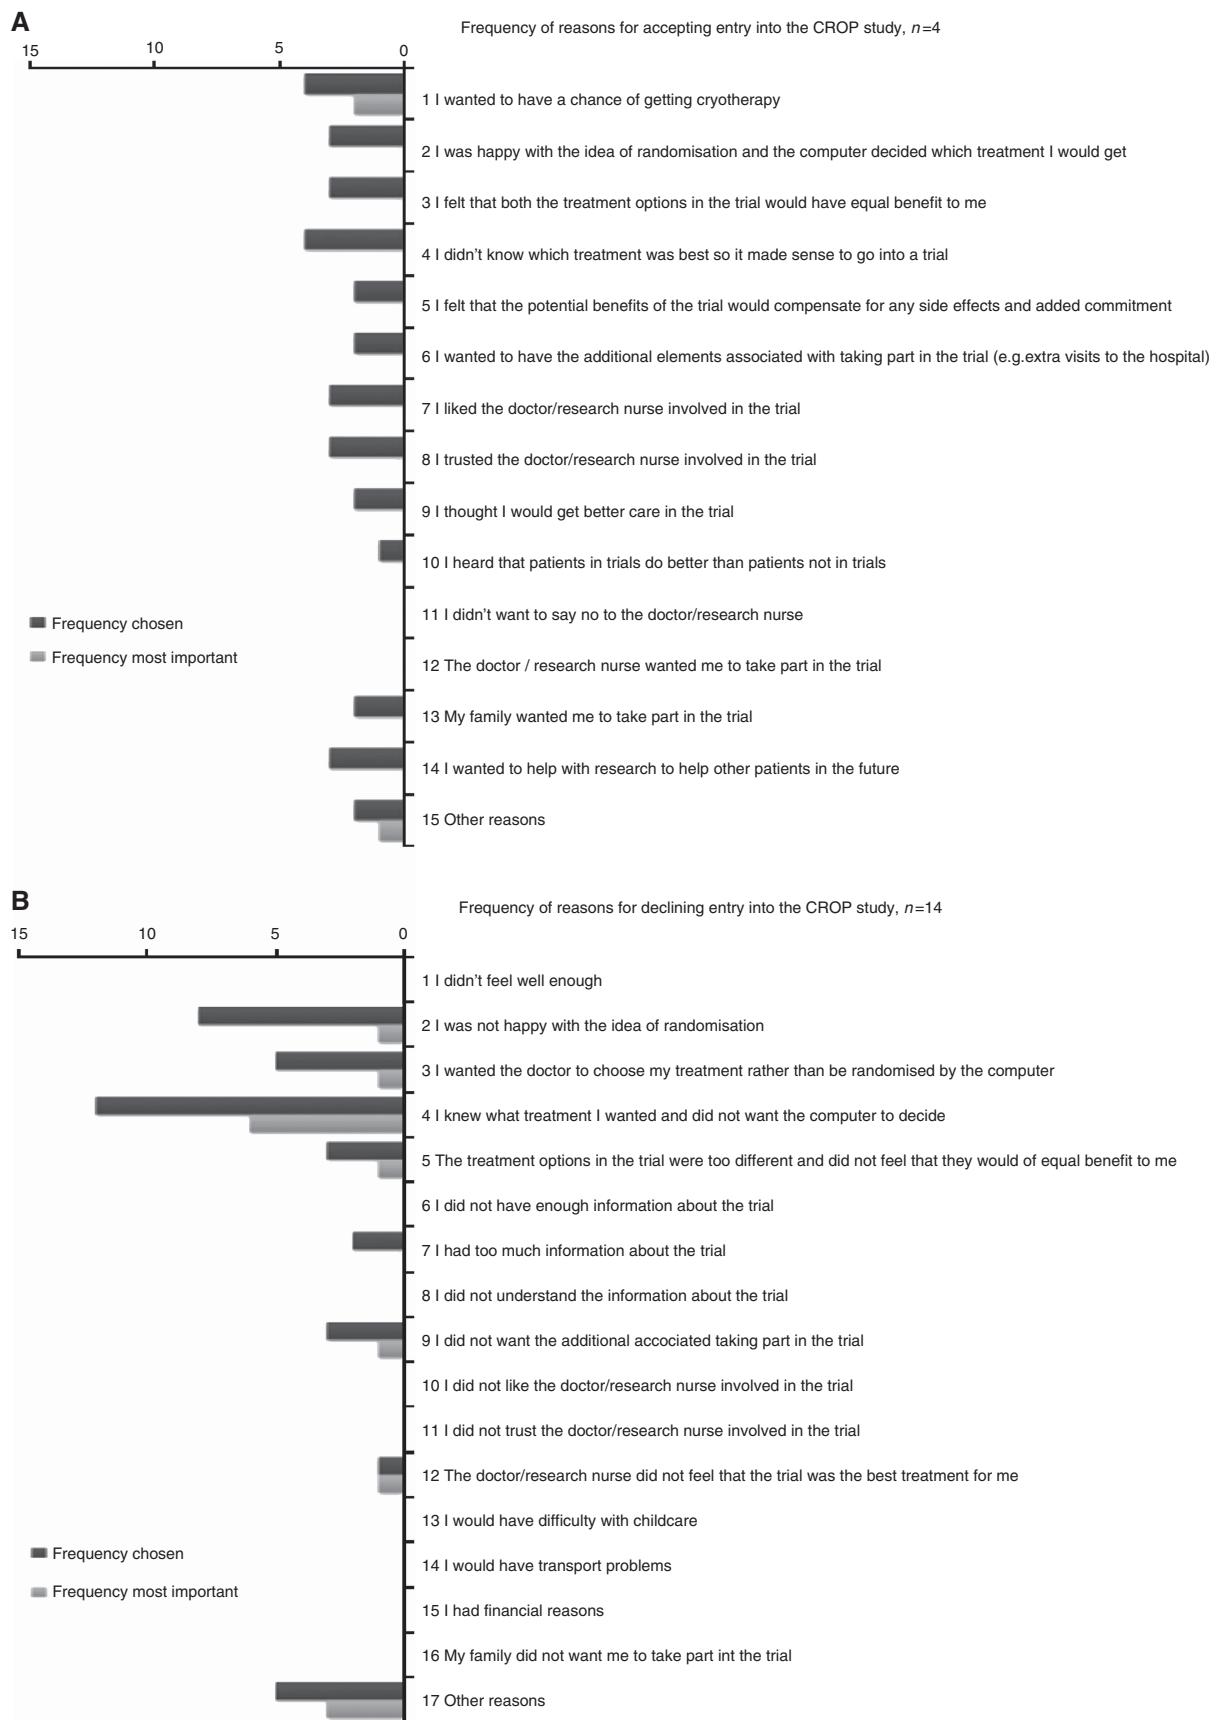 A
Frequency of reasons for accepting entry into the CROP study, n=4
15 10 5 0
1 I wanted to have a chance of getting cryotherapy
2 I was happy with the idea of randomisation and the computer decided which treatment I would get
3 I felt that both the treatment options in the trial would have equal benefit to me
4 I didn't know which treatment was best so it made sense to go into a trial
5 I felt that the potential benefits of the trial would compensate for any side effects and added commitment
6 I wanted to have the additional elements associated with taking part in the trial (e.g.extra visits to the hospital)
7 I liked the doctor/research nurse involved in the trial
8 I trusted the doctor/research nurse involved in the trial
9 I thought I would get better care in the trial
10 I heard that patients in trials do better than patients not in trials
11 I didn't want to say no to the doctor/research nurse
12 The doctor / research nurse wanted me to take part in the trial
13 My family wanted me to take part in the trial
14 I wanted to help with research to help other patients in the future
15 Other reasons
Frequency chosen
Frequency most important
B
Frequency of reasons for declining entry into the CROP study, n=14
15 10 5 0
1 I didn't feel well enough
2 I was not happy with the idea of randomisation
3 I wanted the doctor to choose my treatment rather than be randomised by the computer
4 I knew what treatment I wanted and did not want the computer to decide
5 The treatment options in the trial were too different and did not feel that they would of equal benefit to me
6 I did not have enough information about the trial
7 I had too much information about the trial
8 I did not understand the information about the trial
9 I did not want the additional accociated taking part in the trial
10 I did not like the doctor/research nurse involved in the trial
11 I did not trust the doctor/research nurse involved in the trial
12 The doctor/research nurse did not feel that the trial was the best treatment for me
13 I would have difficulty with childcare
14 I would have transport problems
15 I had financial reasons
16 My family did not want me to take part int the trial
17 Other reasons
Frequency chosen
Frequency most important